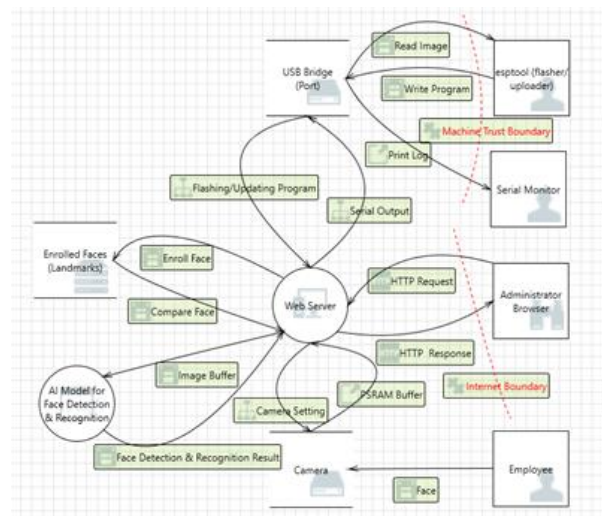 Read Image
USB Bridge
(Port)
esptool (flasher/
uploader)
Write Program
Machine Trust Boundary
Print Log
Flashing/Updating Program
Serial Monitor
Serial Output
Enrolled Faces
(Landmarks)
Enroll Face
HTTP Request
Web Server
Administrator
Browser
Compare Face
HTTP Response
Image Buffer
AI Model for
Face Detection
& Recognition
PSRAM Buffer
Internet Boundary
Camera Setting
Face Detection & Recognition Result
Camera
Employee
Face